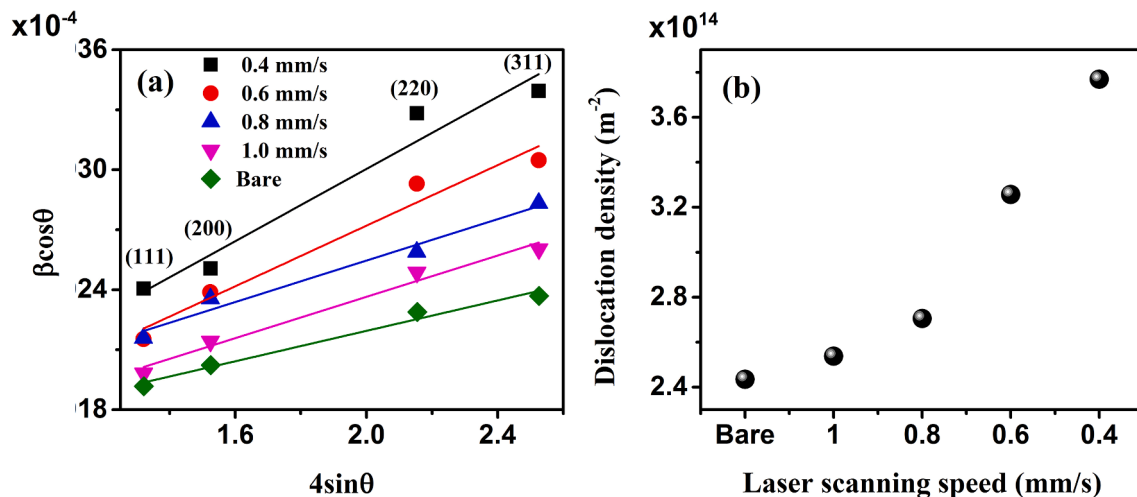 x10⁻⁴
36
30
24
18
(a)
0.4 mm/s
0.6 mm/s
0.8 mm/s
1.0 mm/s
Bare
(111)
(200)
(220)
(311)
βcosθ
1.6
2.0
2.4
4sinθ
x10¹⁴
(b)
3.6
3.2
2.8
2.4
Dislocation density (m⁻²)
Bare
1
0.8
0.6
0.4
Laser scanning speed (mm/s)